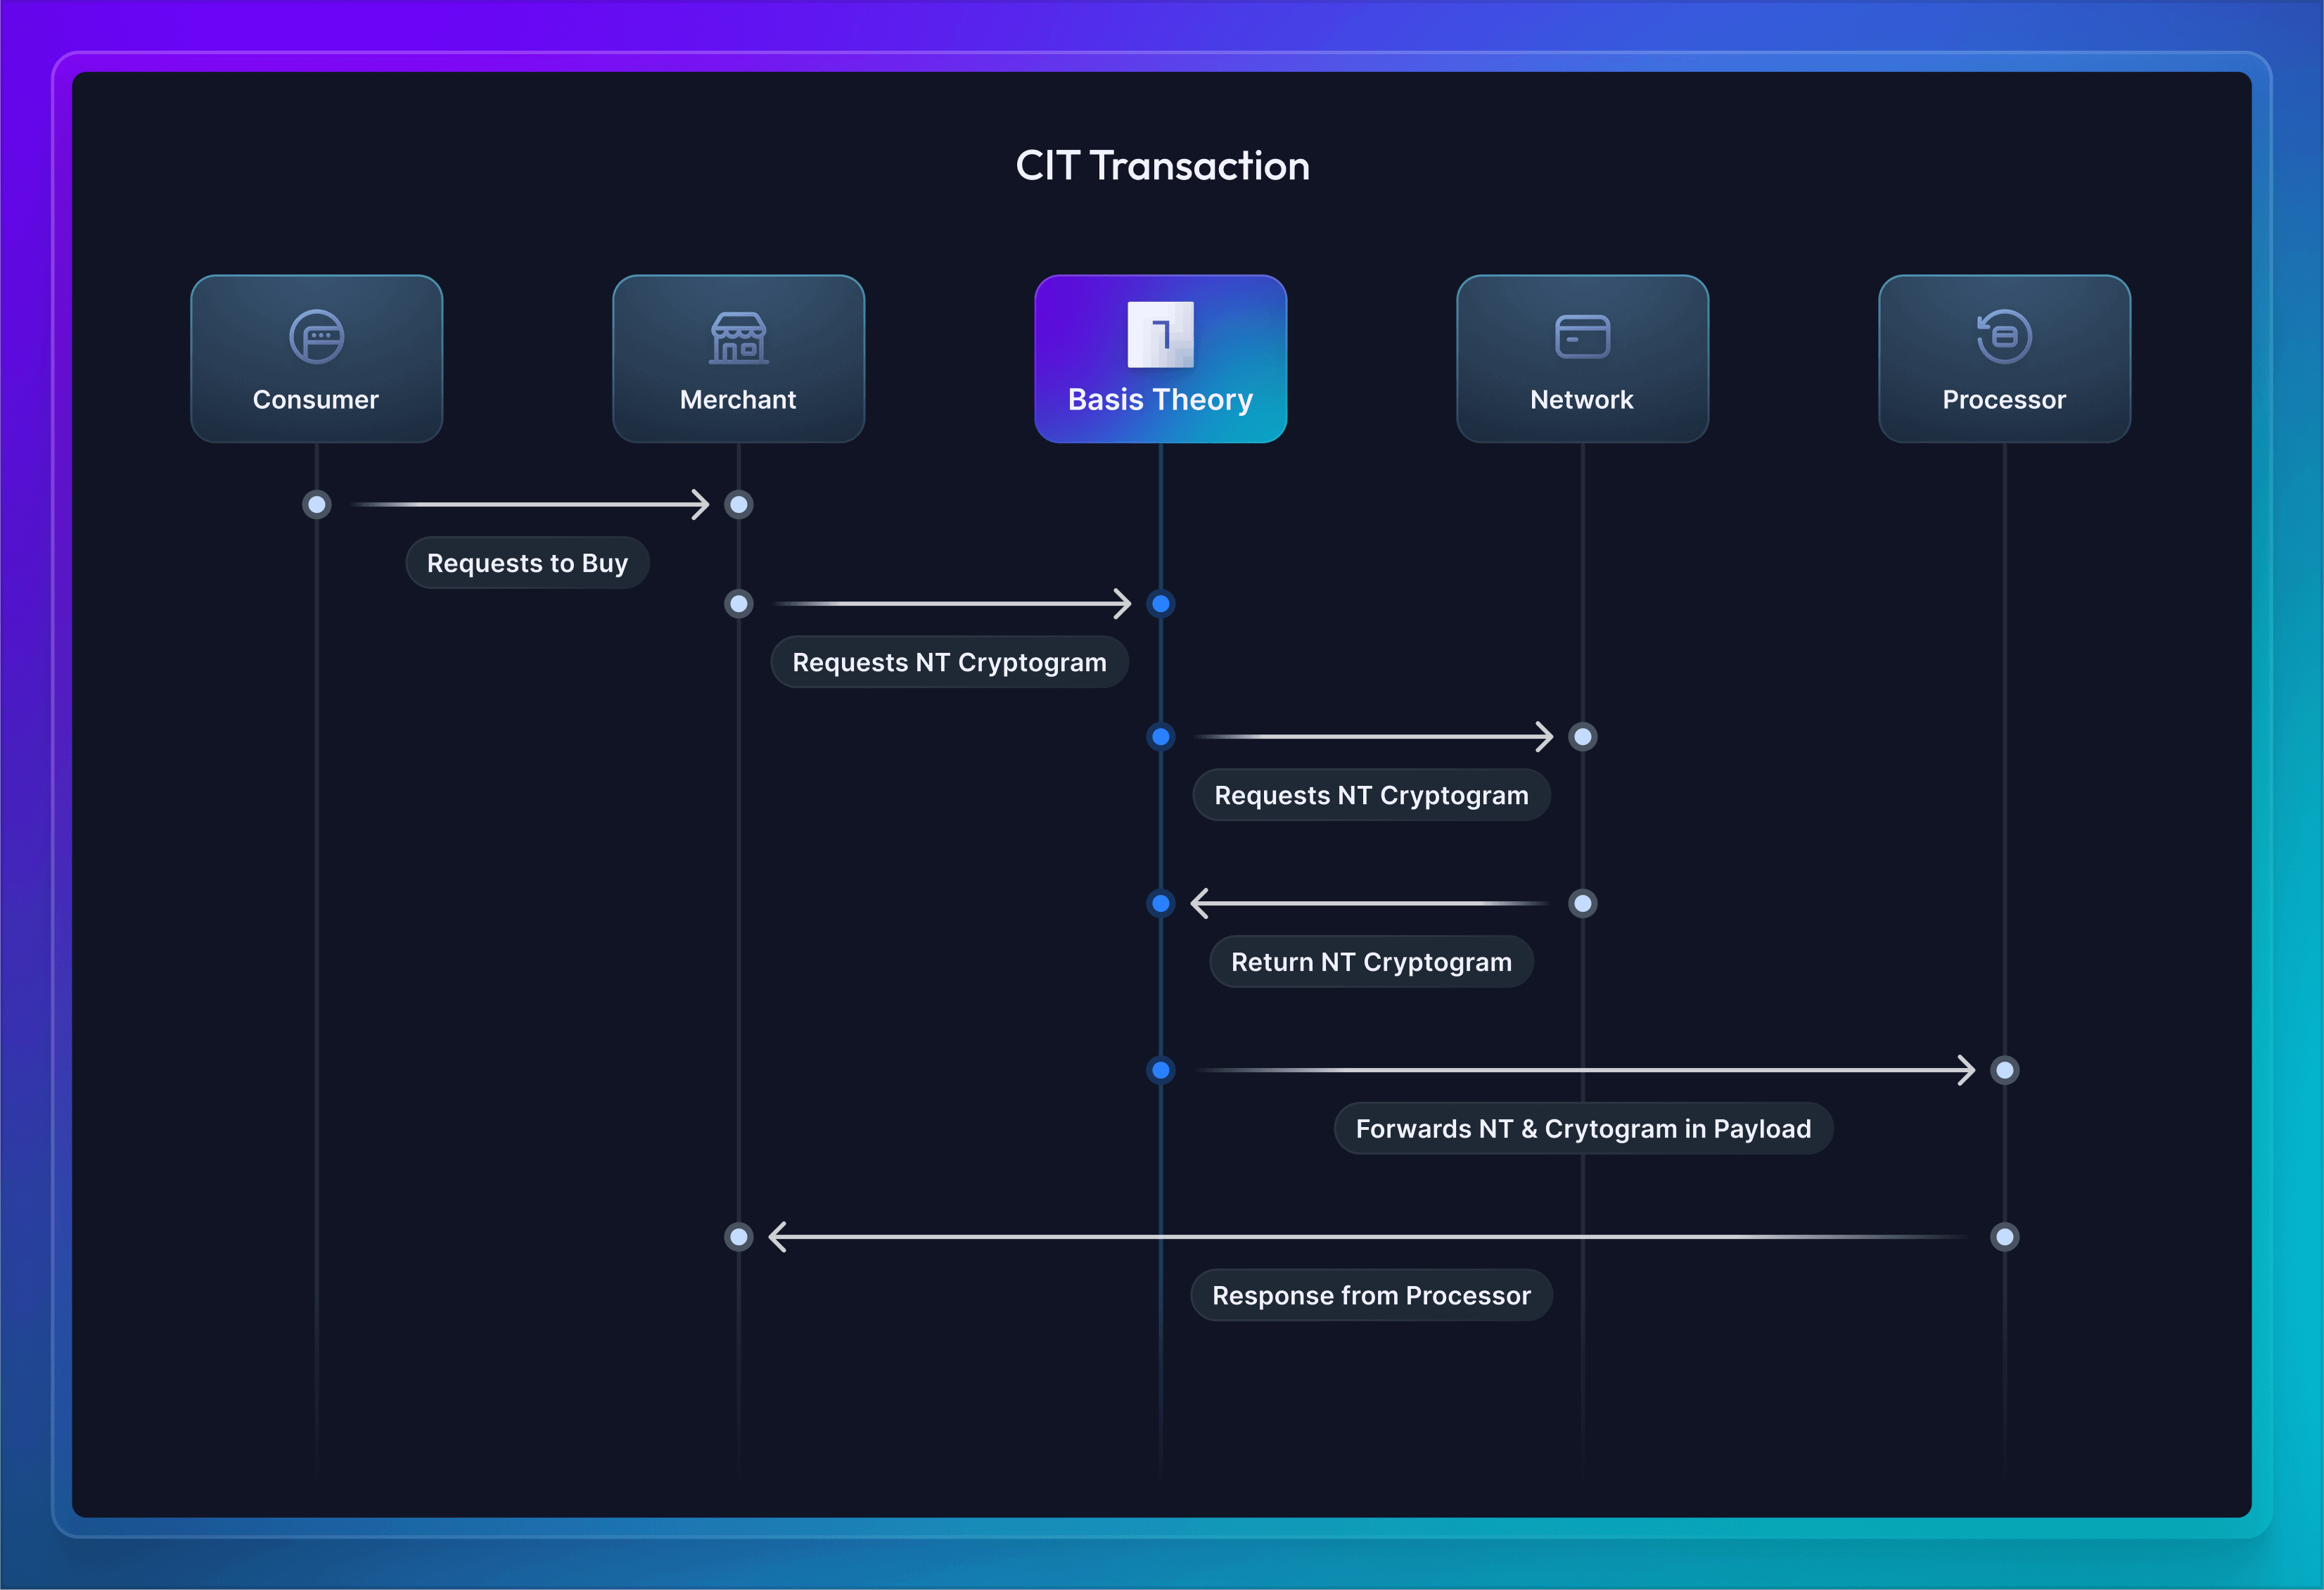 CIT Transaction
Consumer
Merchant
Basis Theory
Network
Processor
Requests to Buy
Requests NT Cryptogram
Requests NT Cryptogram
Return NT Cryptogram
Forwards NT & Crytogram in Payload
Response from Processor